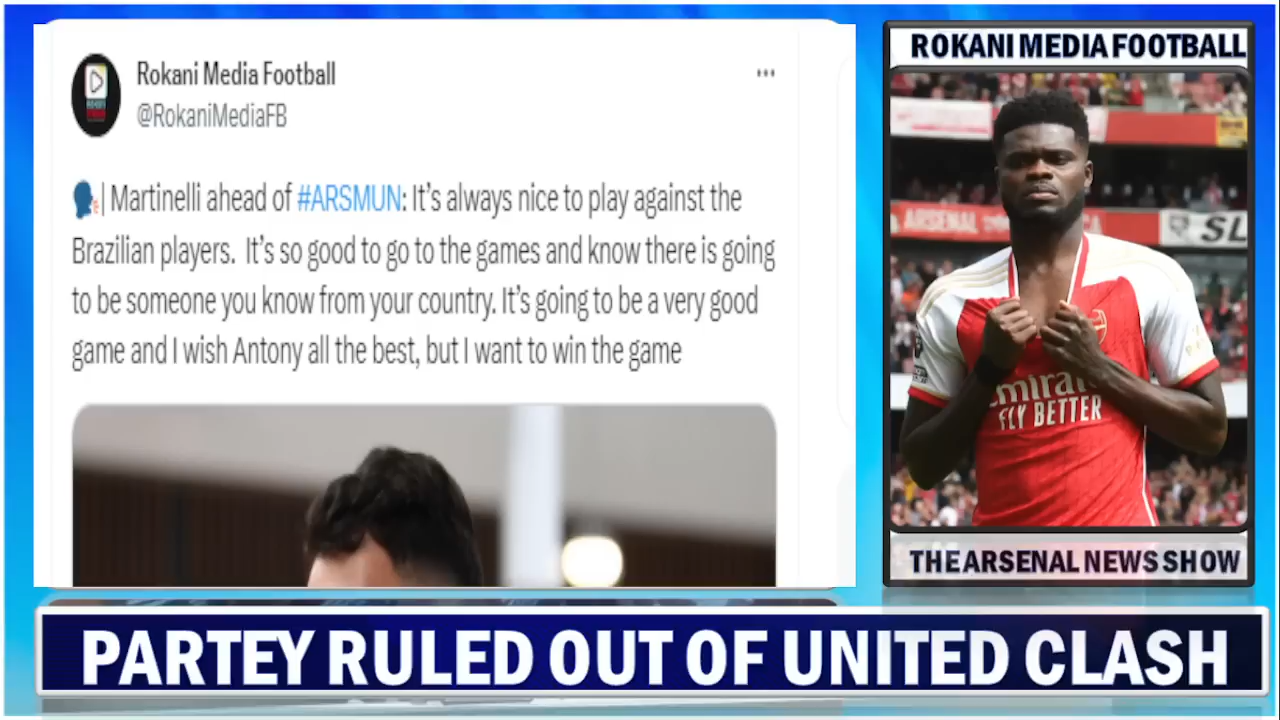 Rokani Media Football
@RokaniMediaFB
🗣️| Martinelli ahead of #ARSMUN: It's always nice to play against the
Brazilian players. It's so good to go to the games and know there is going
to be someone you know from your country. It's going to be a very good
game and I wish Antony all the best, but I want to win the game
ROKANI MEDIA FOOTBALL
ARSENAL
SL
Emirates
FLY BETTER
THE ARSENAL NEWS SHOW
PARTEY RULED OUT OF UNITED CLASH